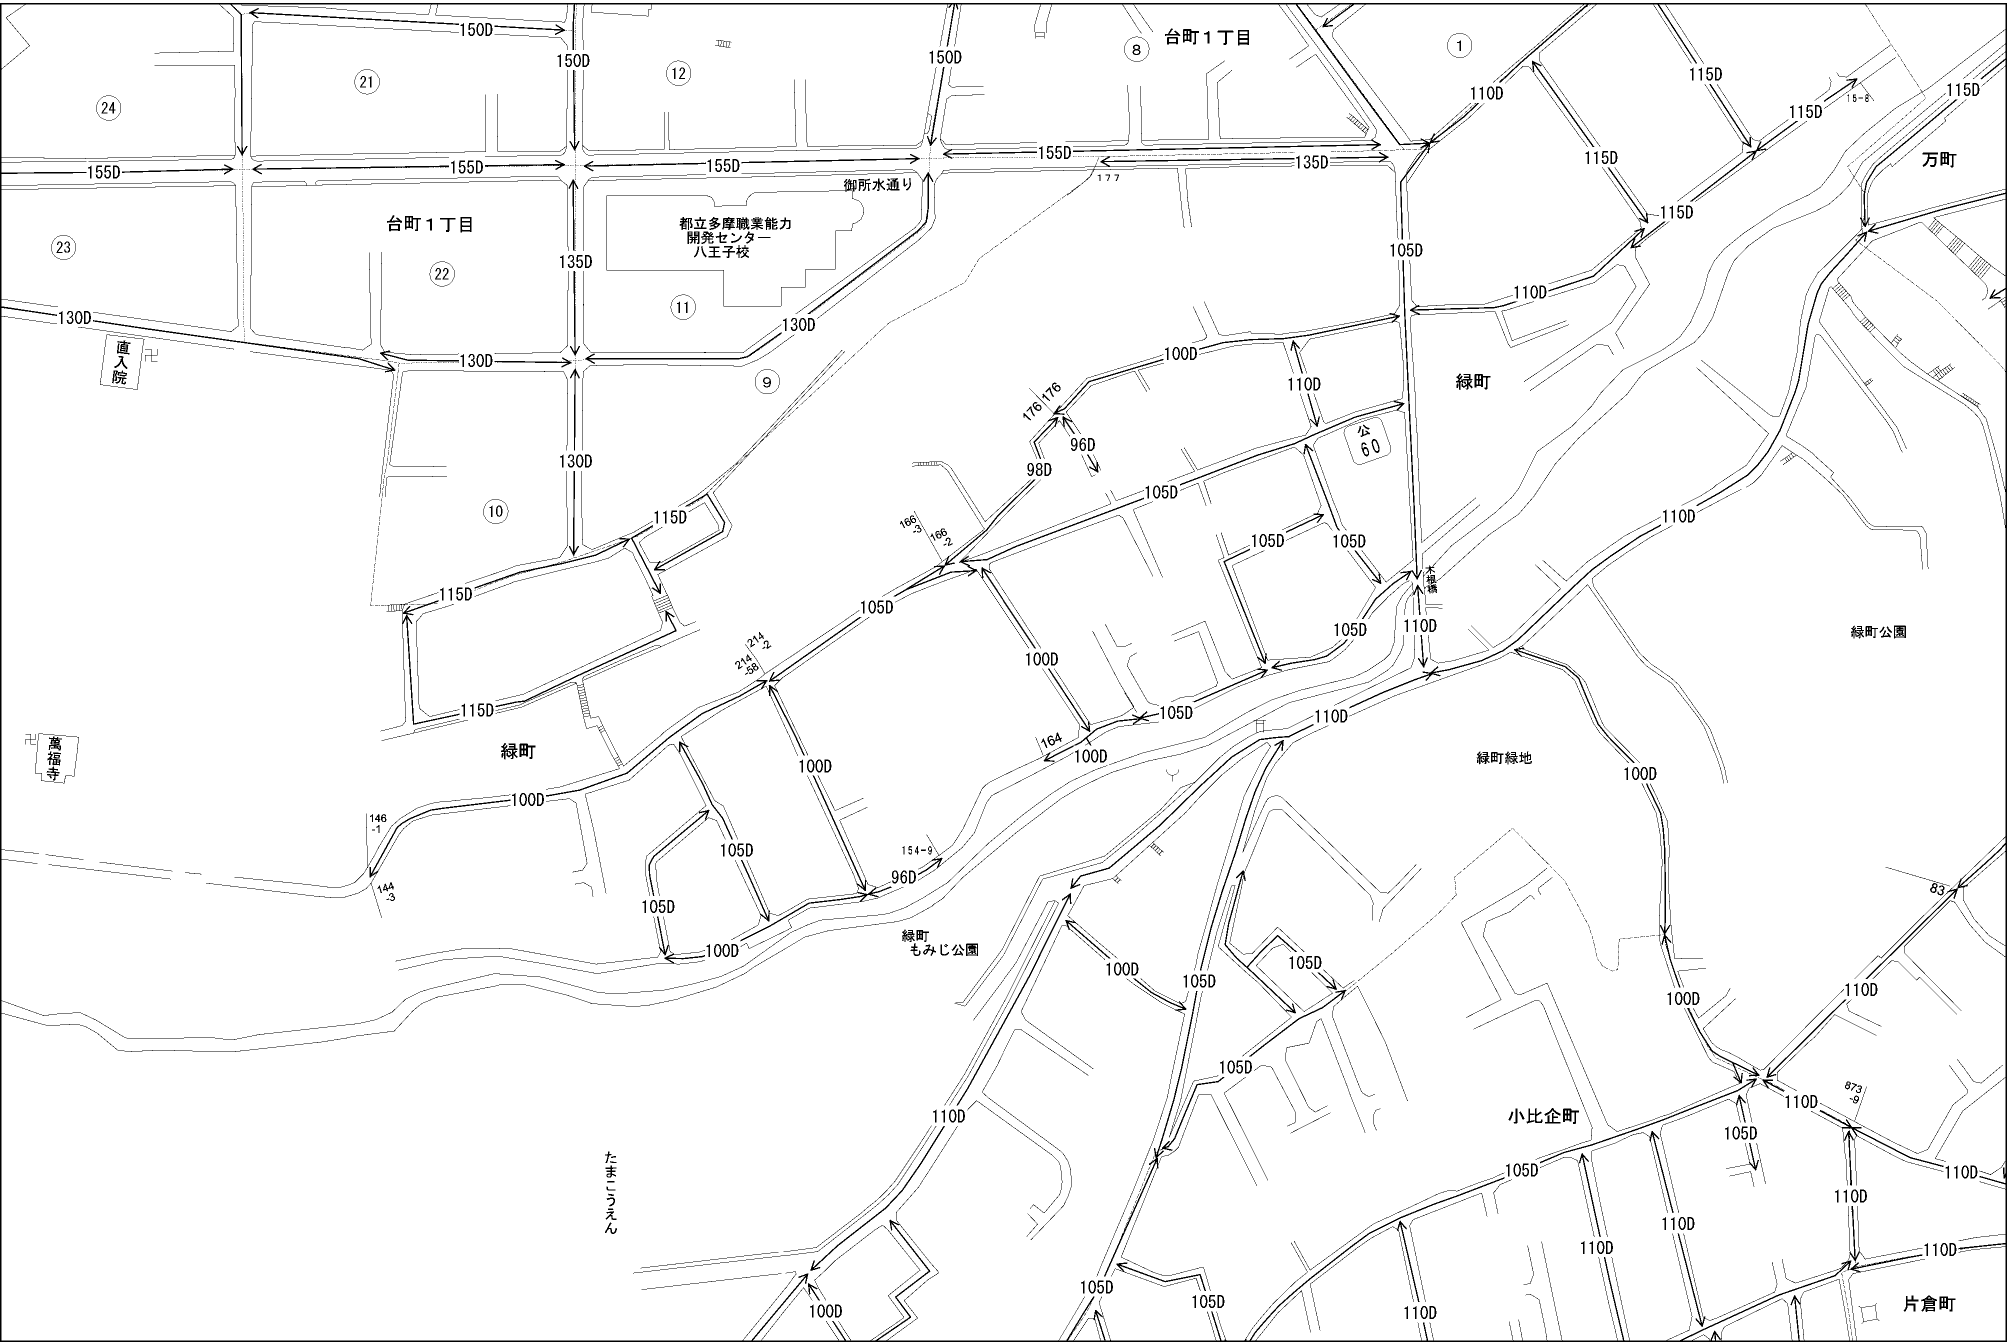 150D
150D
150D
台町１丁目
8
1
12
21
24
115D
110D
115D
115D
15-8
115D
155D
155D
155D
155D
135D
177
115D
万町
御所水通り
台町１丁目
都立多摩職業能力
開発センター
八王子校
23
22
11
135D
105D
115D
130D
130D
130D
110D
直入院
9
100D
110D
緑町
176
176
96D
98D
公
60
130D
10
115D
105D
110D
166
-3
166
-2
105D
105D
木根橋
115D
105D
105D
110D
緑町公園
214
-2
214
-58
100D
115D
105D
110D
164
100D
萬福寺
緑町
100D
緑町緑地
100D
100D
146
-1
105D
154-9
96D
144
-3
105D
100D
緑町
もみじ公園
83
100D
105D
105D
110D
100D
105D
110D
小比企町
873
-9
110D
105D
105D
110D
たまこうえん
110D
110D
110D
110D
105D
105D
100D
110D
片倉町